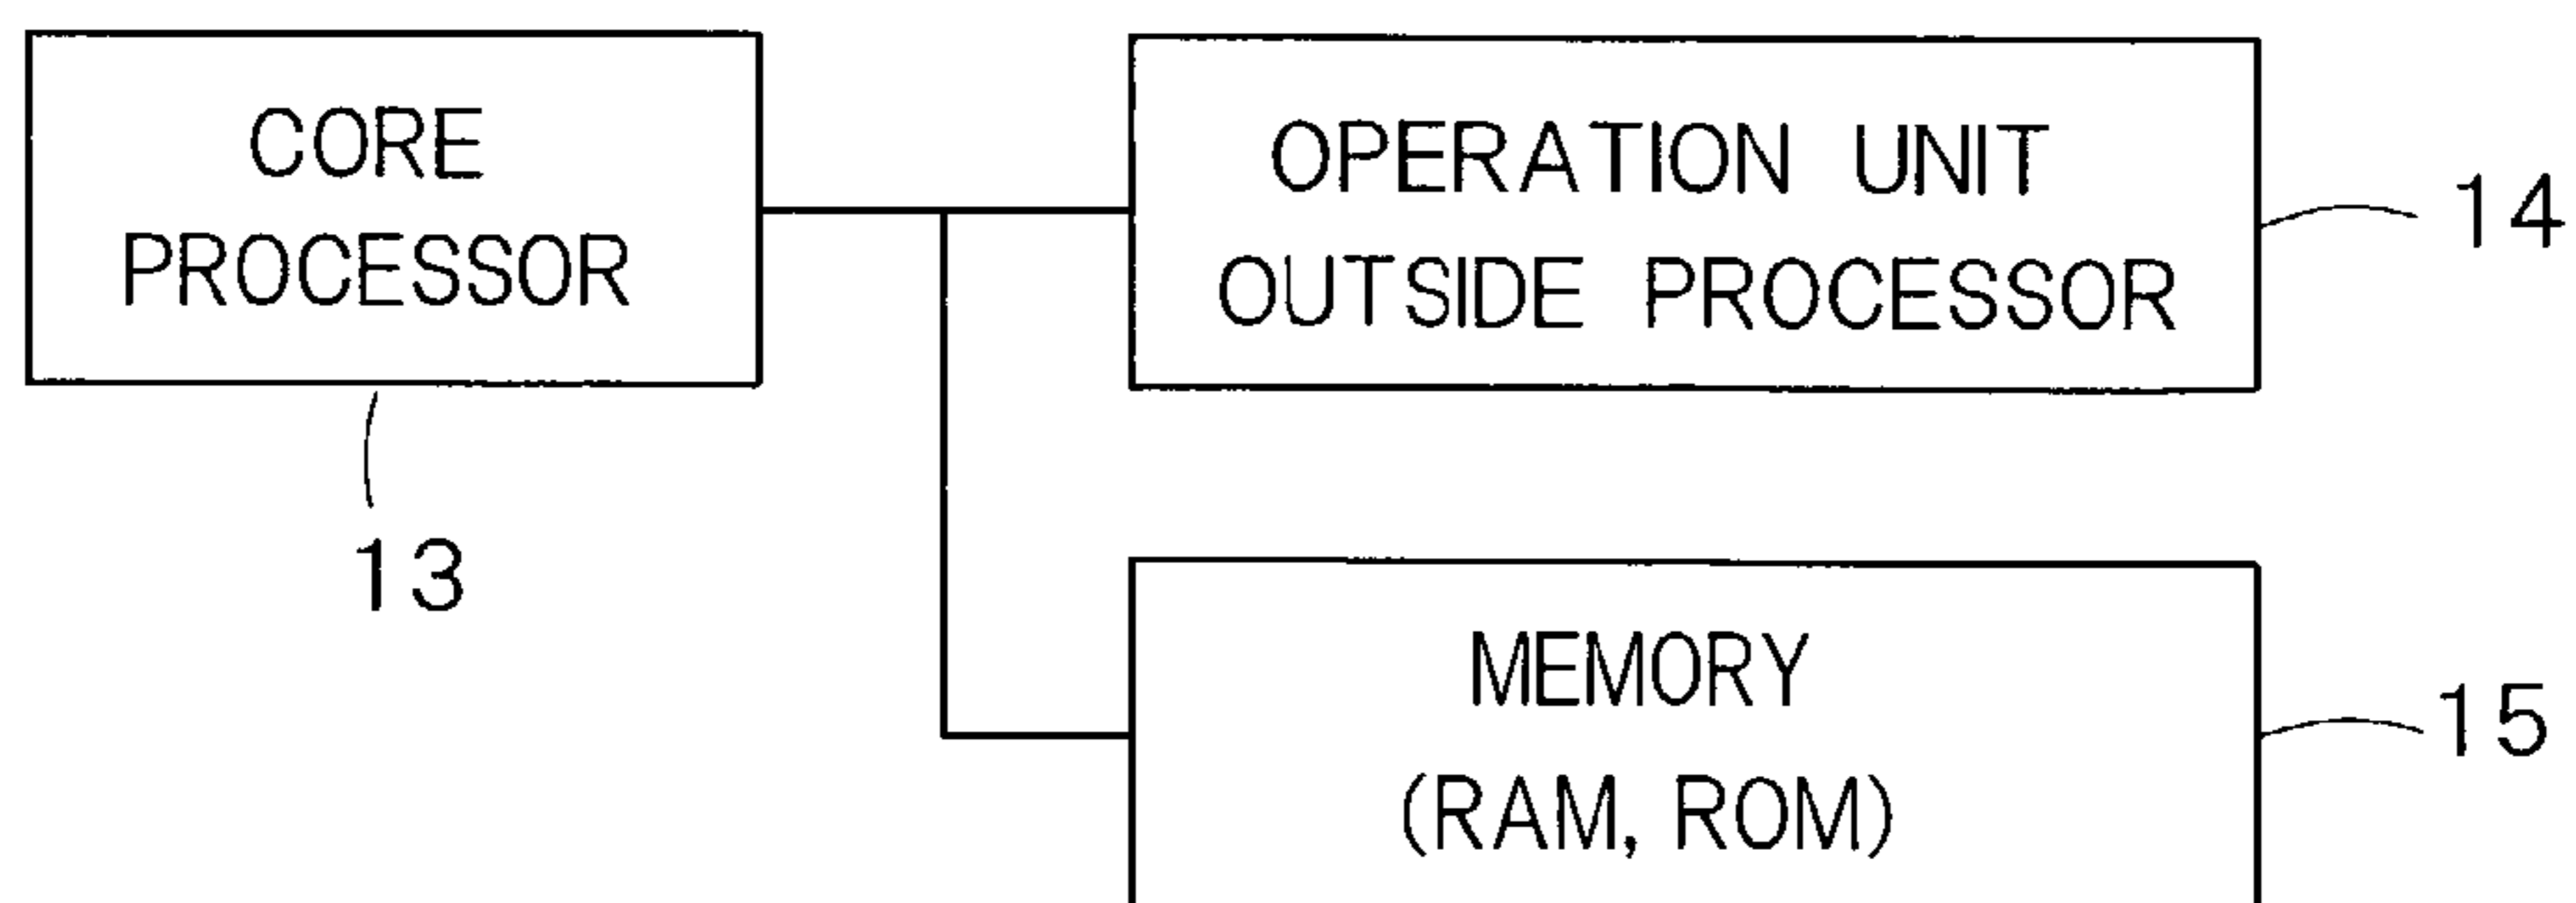 CORE
PROCESSOR
13
OPERATION UNIT
OUTSIDE PROCESSOR
14
MEMORY
(RAM, ROM)
15